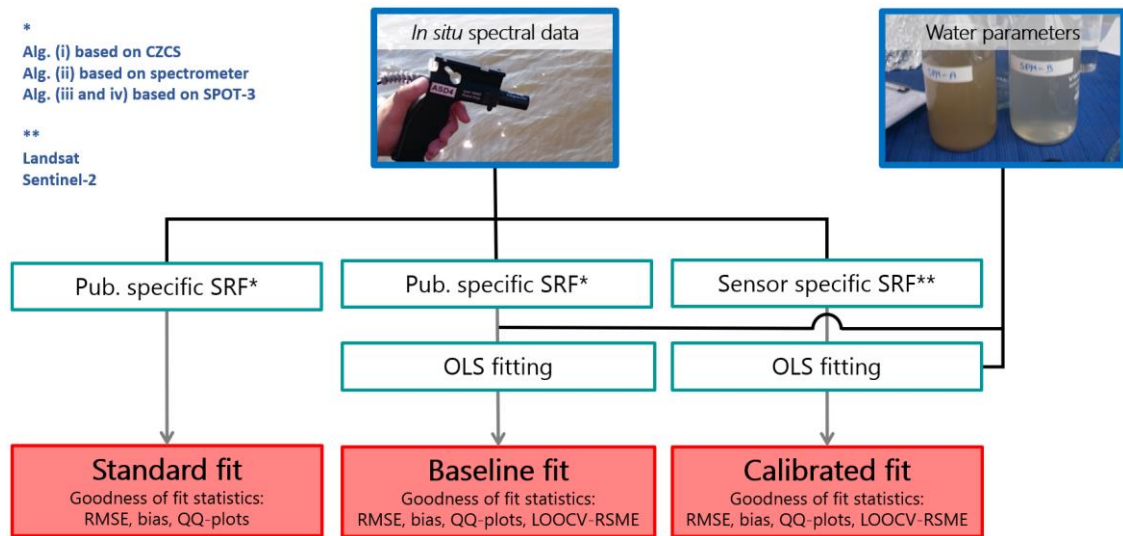 *
Alg. (i) based on CZCS
Alg. (ii) based on spectrometer
Alg. (iii and iv) based on SPOT-3
**
Landsat
Sentinel-2
In situ spectral data
ASD4
Water parameters
SPM-A
SPM-B
Pub. specific SRF*
Pub. specific SRF*
Sensor specific SRF**
OLS fitting
OLS fitting
Standard fit
Goodness of fit statistics:
RMSE, bias, QQ-plots
Baseline fit
Goodness of fit statistics:
RMSE, bias, QQ-plots, LOOCV-RSME
Calibrated fit
Goodness of fit statistics:
RMSE, bias, QQ-plots, LOOCV-RSME